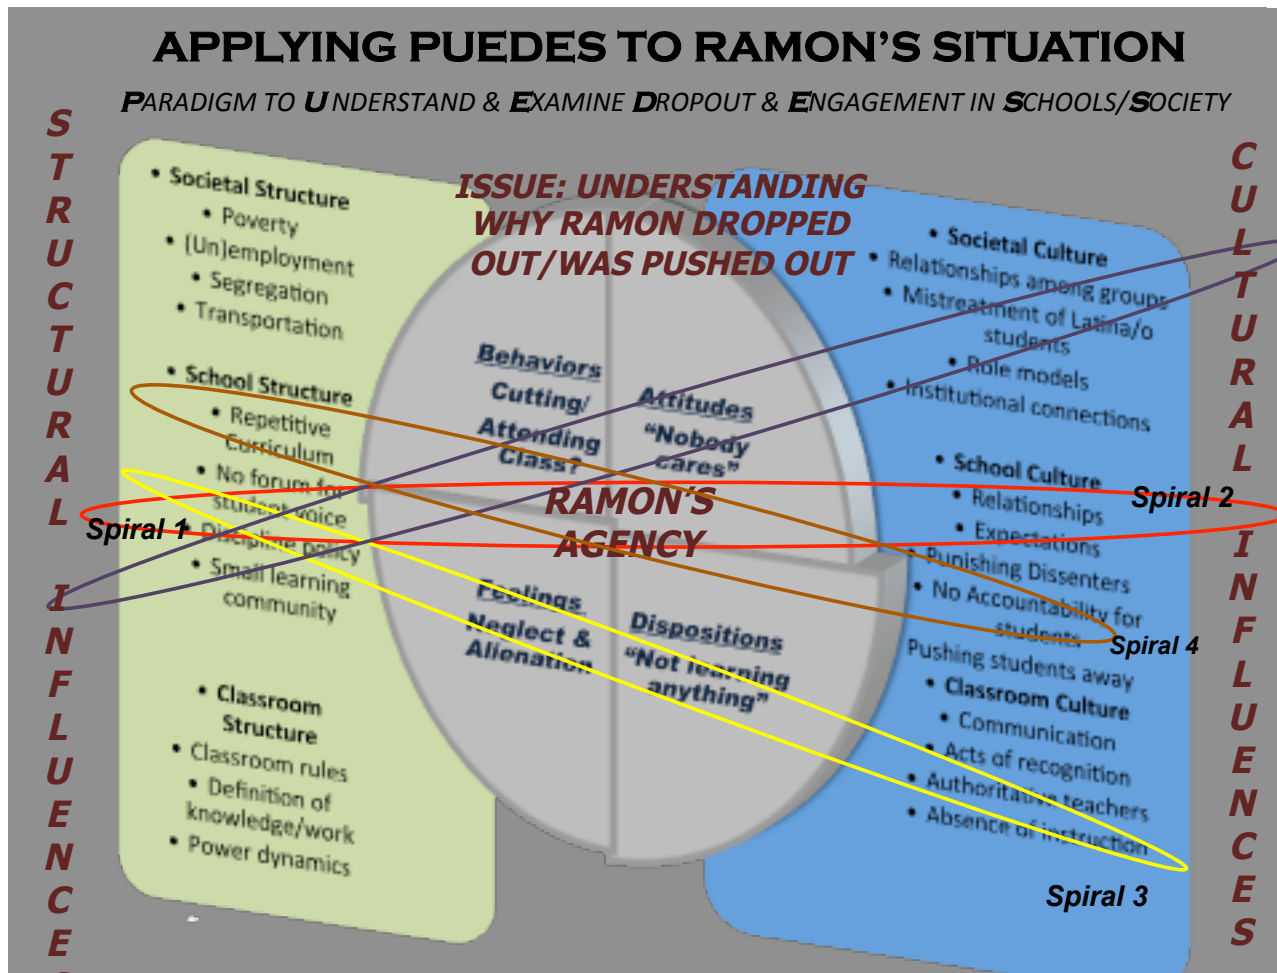 APPLYING PUEDES TO RAMON'S SITUATION
PARADIGM TO UNDERSTAND & EXAMINE DROPOUT & ENGAGEMENT IN SCHOOLS/SOCIETY
STRUCTURAL INFLUENCES
• Societal Structure
• Poverty
• (Un)employment
• Segregation
• Transportation
• School Structure
• Repetitive
Curriculum
• No forum for
student voice
• Discipline policy
• Small learning
community
• Classroom
Structure
• Classroom rules
• Definition of
knowledge/work
• Power dynamics
Spiral 1
ISSUE: UNDERSTANDING
WHY RAMON DROPPED
OUT/WAS PUSHED OUT
Behaviors
Cutting/
Attending
Class?
Attitudes
"Nobody
cares"
RAMON'S
AGENCY
Feelings
Neglect &
Alienation
Dispositions
"Not learning
anything"
• Societal Culture
• Relationships among groups
• Mistreatment of Latina/o
students
• Role models
• Institutional connections
• School Culture
• Relationships
• Expectations
• Punishing Dissenters
• No Accountability for
students
Pushing students away
• Classroom Culture
• Communication
• Acts of recognition
• Authoritative teachers
• Absence of instruction
Spiral 2
Spiral 4
Spiral 3
CULTURAL INFLUENCES